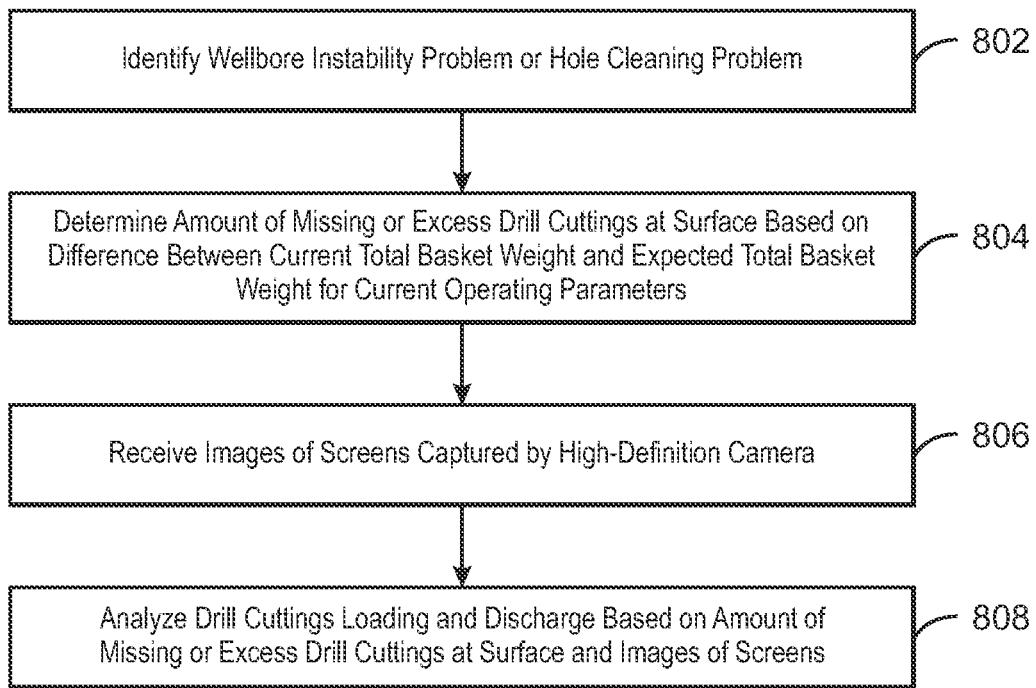 Identify Wellbore Instability Problem or Hole Cleaning Problem
802
Determine Amount of Missing or Excess Drill Cuttings at Surface Based on
Difference Between Current Total Basket Weight and Expected Total Basket
Weight for Current Operating Parameters
804
Receive Images of Screens Captured by High-Definition Camera
806
Analyze Drill Cuttings Loading and Discharge Based on Amount of
Missing or Excess Drill Cuttings at Surface and Images of Screens
808